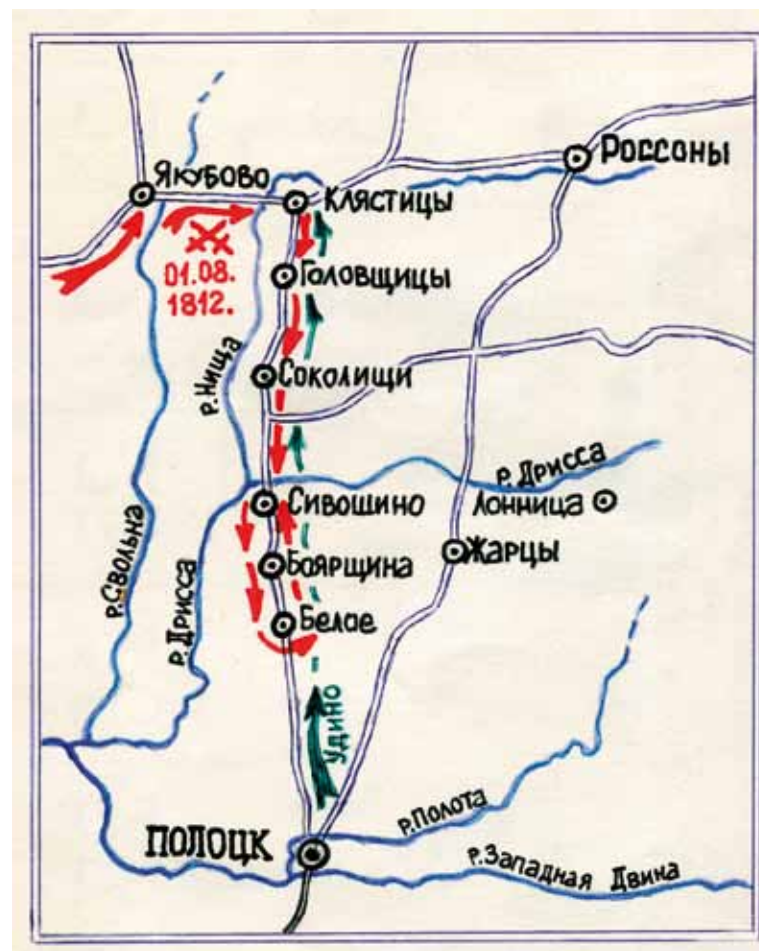 Россоны
Якубово
Клястицы
01.08.
1812.
Головщицы
р.Нища
Соколищи
р.Дрисса
Сивошино
Лонница
р.Свольна
Боярщина
Жарцы
р.Дрисса
Белое
Удино
р.Полота
ПОЛОЦК
р.Западная Двина